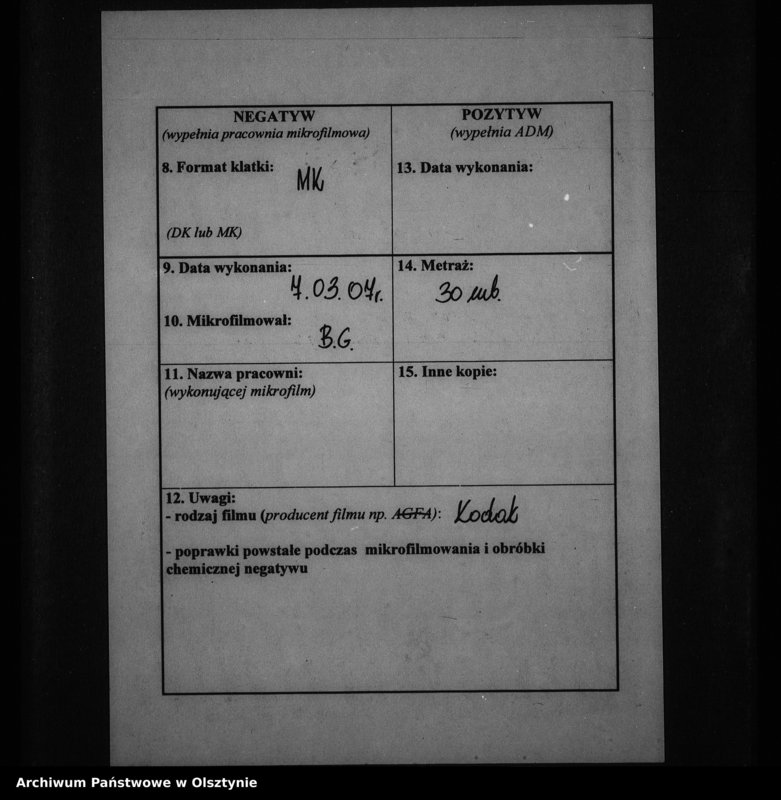 NEGATYW
(wypełnia pracownia mikrofilmowa)
8. Format klatki:
MK
(DK lub MK)
POZYTYW
(wypełnia ADM)
13. Data wykonania:
9. Data wykonania:
7.03.07r.
10. Mikrofilmował:
B.G.
14. Metraż:
30 mb.
11. Nazwa pracowni:
(wykonującej mikrofilm)
15. Inne kopie:
12. Uwagi:
- rodzaj filmu (producent filmu np. AGFA): Kodak
- poprawki powstałe podczas mikrofilmowania i obróbki
chemicznej negatywu
Archiwum Państwowe w Olsztynie